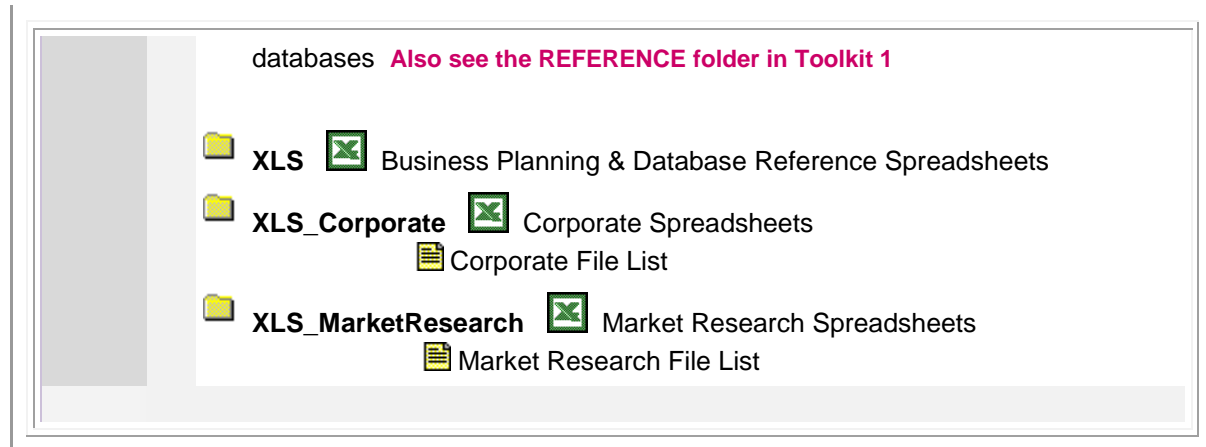 databases Also see the REFERENCE folder in Toolkit 1
XLS Business Planning & Database Reference Spreadsheets
XLS_Corporate Corporate Spreadsheets
Corporate File List
XLS_MarketResearch Market Research Spreadsheets
Market Research File List